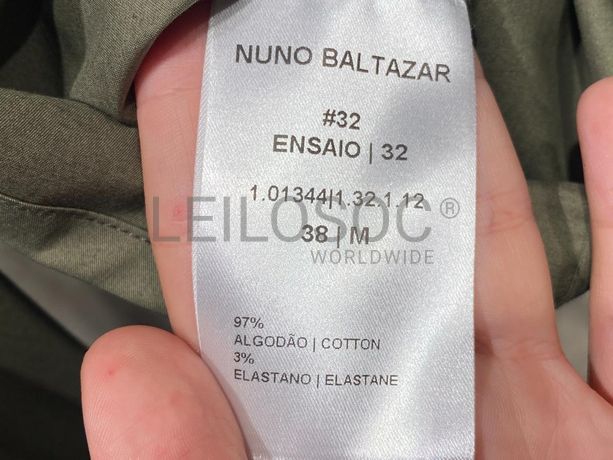 NUNO BALTAZAR
#32
ENSAIO | 32
1.01344|1.32.1.12
LEILOSOC®
38 | M
WORLDWIDE
97%
ALGODÃO | COTTON
3%
ELASTANO | ELASTANE